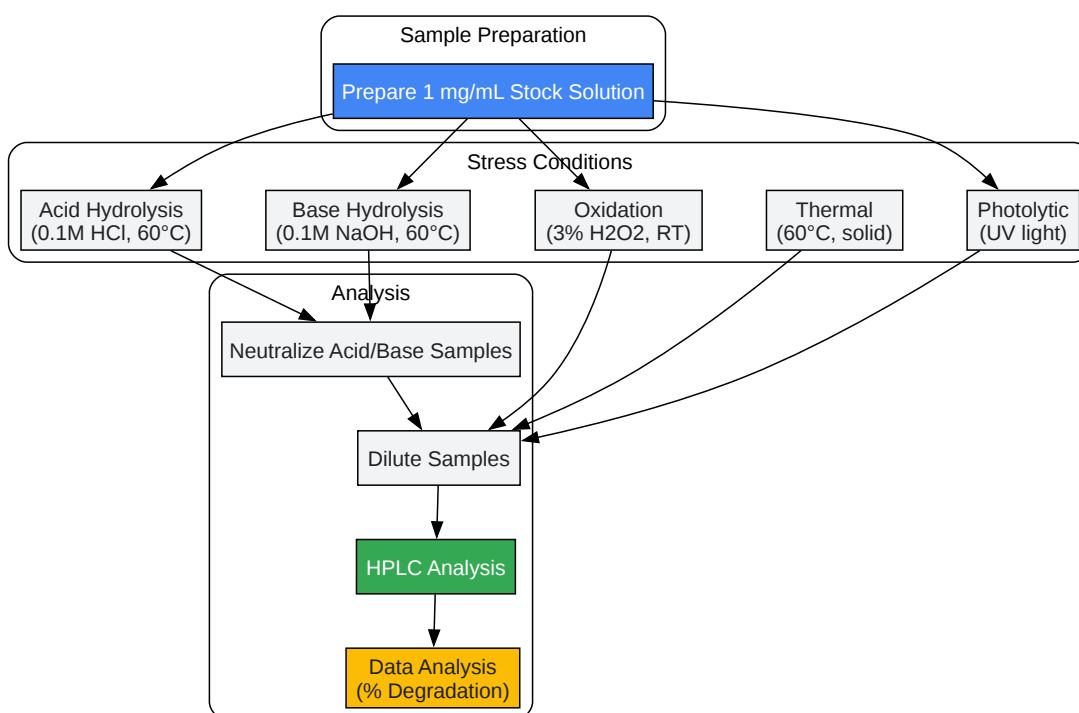 Sample Preparation
Prepare 1 mg/mL Stock Solution
Stress Conditions
Acid Hydrolysis
(0.1M HCl, 60°C)
Base Hydrolysis
(0.1M NaOH, 60°C)
Oxidation
(3% H2O2, RT)
Thermal
(60°C, solid)
Photolytic
(UV light)
Analysis
Neutralize Acid/Base Samples
Dilute Samples
HPLC Analysis
Data Analysis
(% Degradation)